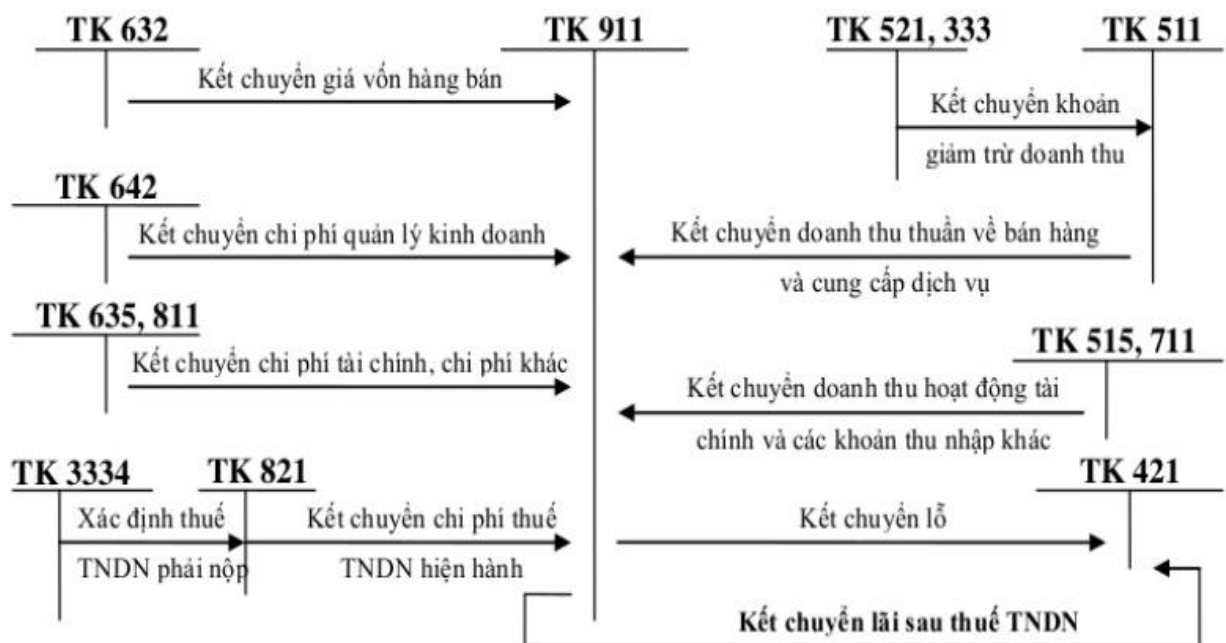 TK 632
TK 911
TK 521, 333
TK 511
Kết chuyển giá vốn hàng bán
Kết chuyển khoản
giảm trừ doanh thu
TK 642
Kết chuyển chi phí quản lý kinh doanh
Kết chuyển doanh thu thuần về bán hàng
và cung cấp dịch vụ
TK 635, 811
TK 515, 711
Kết chuyển chi phí tài chính, chi phí khác
Kết chuyển doanh thu hoạt động tài
chính và các khoản thu nhập khác
TK 3334
TK 821
TK 421
Xác định thuế
TNDN phải nộp
Kết chuyển chi phí thuế
TNDN hiện hành
Kết chuyển lỗ
Kết chuyển lãi sau thuế TNDN